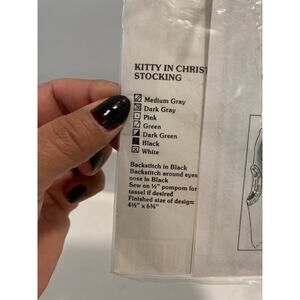 KITTY IN CHRIST
STOCKING
Medium Gray
Dark Gray
Pink
Green
Dark Green
Black
White
Backstitch in Black
Backstitch around eyes
nose in Black
Sew on ½" pompom for
tassel if desired
Finished size of design:
4½" x 6¾"